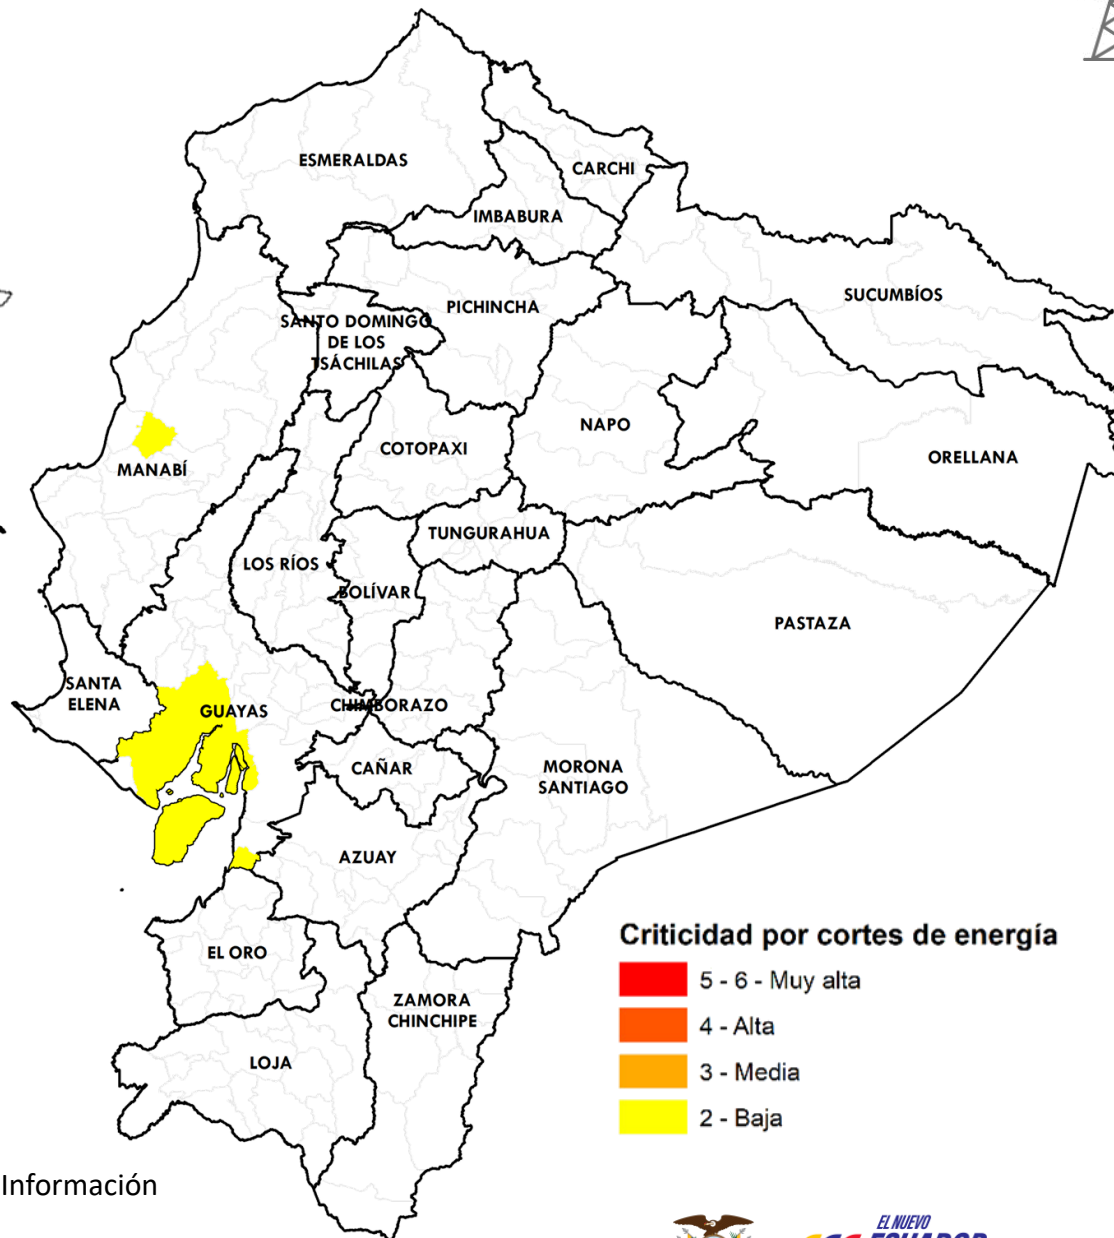 ESMERALDAS
CARCHI
IMBABURA
SUCUMBÍOS
PICHINCHA
SANTO DOMINGO
DE LOS
TSÁCHILAS
NAPO
COTOPAXI
ORELLANA
MANABÍ
TUNGURAHUA
LOS RÍOS
BOLÍVAR
PASTAZA
SANTA
ELENA
GUAYAS
CHIMBORAZO
CAÑAR
MORONA
SANTIAGO
AZUAY
EL ORO
ZAMORA
CHINCHIPE
LOJA
Criticidad por cortes de energía
5 - 6 - Muy alta
4 - Alta
3 - Media
2 - Baja
Información
EL NUEVO
ECUADOR